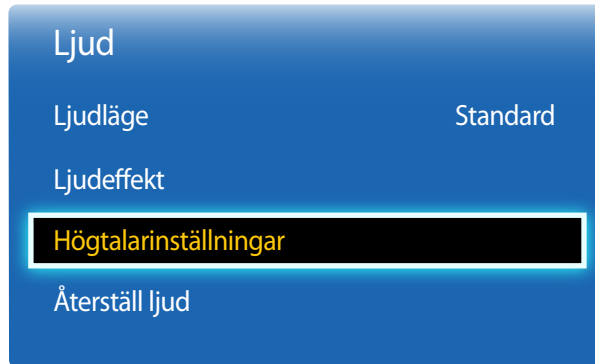 Ljud
Ljudläge Standard
Ljudeffekt
Högtalarinställningar
Återställ ljud